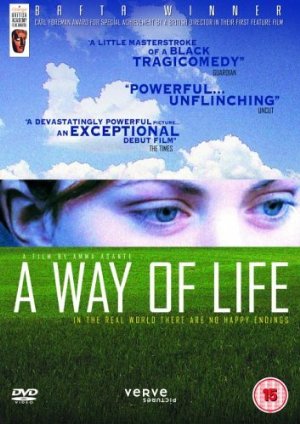 BAFTA WINNER
CARL FOREMAN AWARD FOR SPECIAL ACHIEVEMENT BY A BRITISH DIRECTOR IN THEIR FIRST FEATURE FILM
"A LITTLE MASTERSTROKE
OF A BLACK
TRAGICOMEDY"
GUARDIAN
"POWERFUL...
UNFLINCHING"
UNCUT
"A DEVASTATINGLY POWERFUL PICTURE...
AN EXCEPTIONAL
DEBUT FILM"
THE TIMES
A FILM BY AMMA ASANTE
A WAY OF LIFE
IN THE REAL WORLD THERE ARE NO HAPPY ENDINGS
DVD
VIDEO
verve
pictures
15